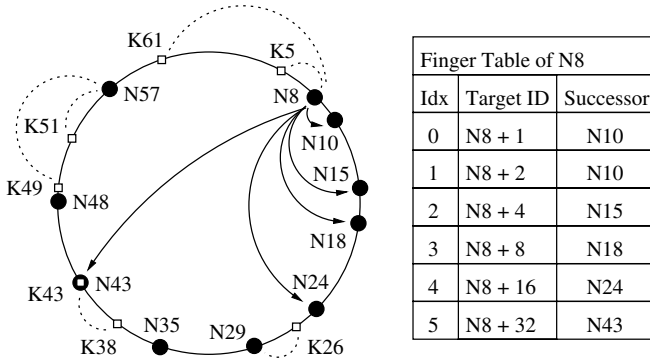 K61
K5
N57
N8
N10
K51
N15
K49
N48
N18
N24
K43
N43
N35
N29
K38
K26
Finger Table of N8
Idx Target ID Successor
0 N8 + 1 N10
1 N8 + 2 N10
2 N8 + 4 N15
3 N8 + 8 N18
4 N8 + 16 N24
5 N8 + 32 N43